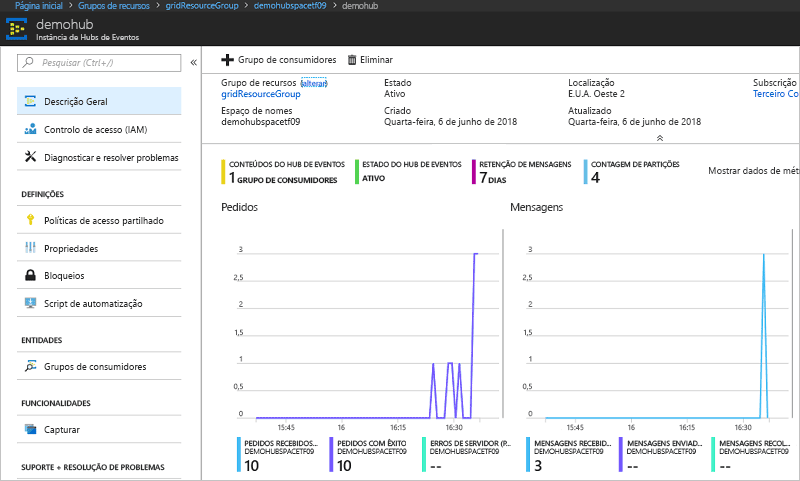 Página inicial > Grupos de recursos > gridResourceGroup > demohubspacetf09 > demohub
demohub
Instância de Hubs de Eventos
Pesquisar (Ctrl+/)
Descrição Geral
Controlo de acesso (IAM)
Diagnosticar e resolver problemas
DEFINIÇÕES
Políticas de acesso partilhado
Propriedades
Bloqueios
Script de automatização
ENTIDADES
Grupos de consumidores
FUNCIONALIDADES
Capturar
SUPORTE + RESOLUÇÃO DE PROBLEMAS
Grupo de consumidores
Eliminar
Grupo de recursos (alterar)
gridResourceGroup
Espaço de nomes
demohubspacetf09
Estado
Ativo
Criado
Quarta-feira, 6 de junho de 2018
Localização
E.U.A. Oeste 2
Atualizado
Quarta-feira, 6 de junho de 2018
Subscrição
Terceiro Co
CONTEÚDOS DO HUB DE EVENTOS
1 GRUPO DE CONSUMIDORES
ESTADO DO HUB DE EVENTOS
ATIVO
RETENÇÃO DE MENSAGENS
7 DIAS
CONTAGEM DE PARTIÇÕES
4
Mostrar dados de métri
Pedidos
3
2,5
2
1,5
1
0,5
0
15:45 16 16:15 16:30
PEDIDOS RECEBIDOS...
DEMOHUBSPACETF09
10
PEDIDOS COM ÊXITO
DEMOHUBSPACETF09
10
ERROS DE SERVIDOR (P...
DEMOHUBSPACETF09
--
Mensagens
3
2,5
2
1,5
1
0,5
0
15:45 16 16:15 16:30
MENSAGENS RECEBID...
DEMOHUBSPACETF09
3
MENSAGENS ENVIAD...
DEMOHUBSPACETF09
--
MENSAGENS RECOL...
DEMOHUBSPACETF09
--